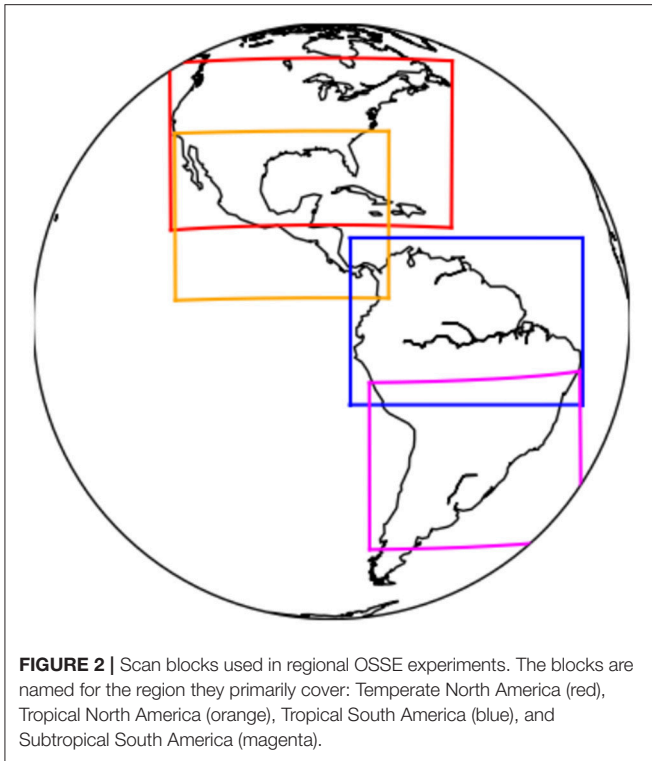 FIGURE 2 | Scan blocks used in regional OSSE experiments. The blocks are
named for the region they primarily cover: Temperate North America (red),
Tropical North America (orange), Tropical South America (blue), and
Subtropical South America (magenta).